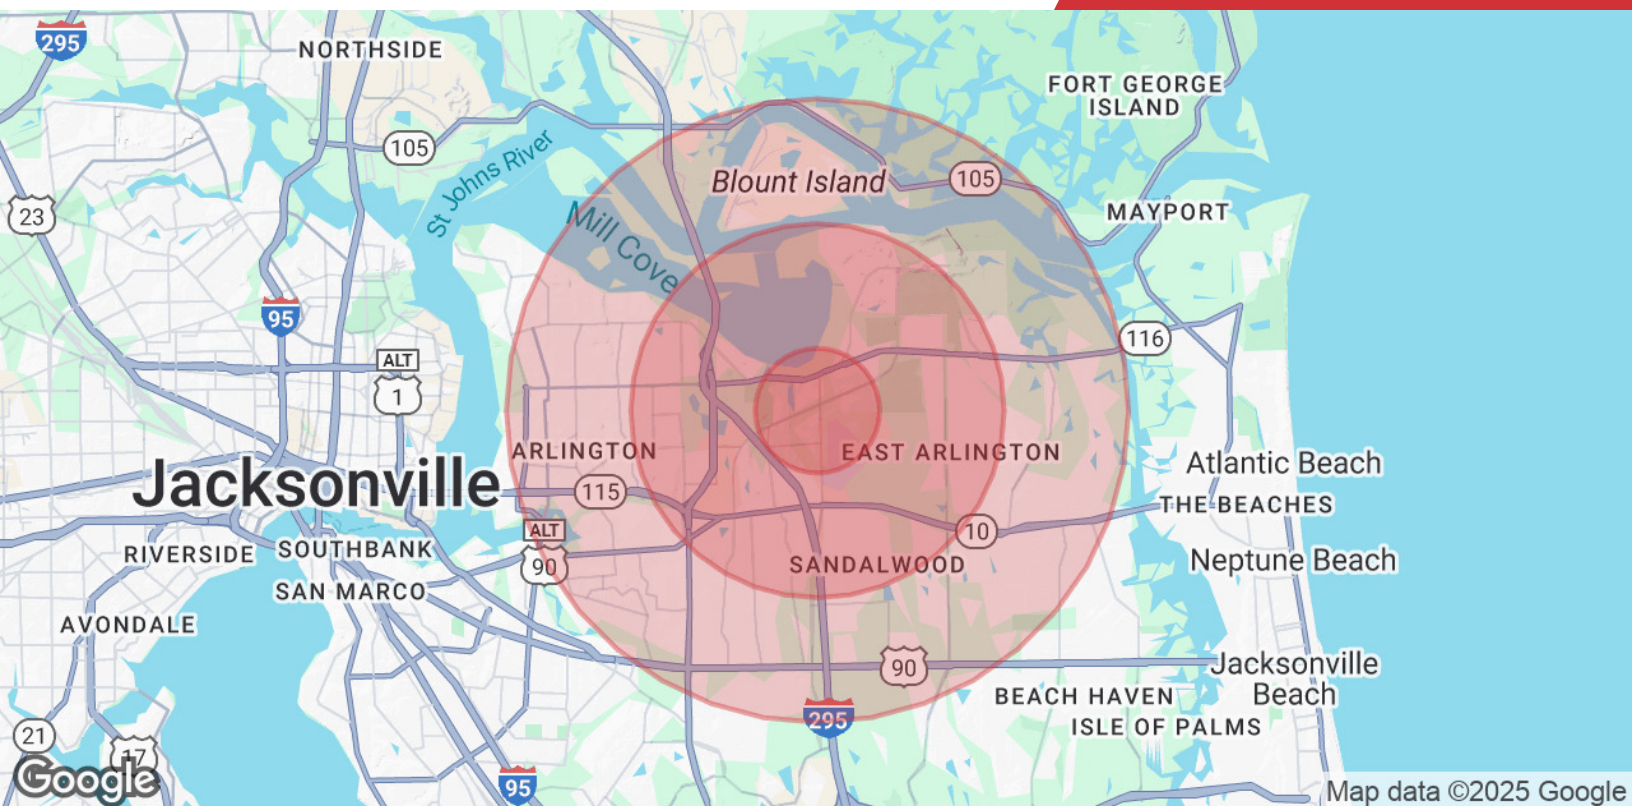 295
NORTHSIDE
FORT GEORGE
ISLAND
105
St Johns River
Blount Island
105
23
Mill Cove
MAYPORT
95
116
ALT
1
ARLINGTON
EAST ARLINGTON
Atlantic Beach
Jacksonville
115
THE BEACHES
ALT
90
10
RIVERSIDE
SOUTHBANK
SANDALWOOD
Neptune Beach
SAN MARCO
AVONDALE
90
Jacksonville
Beach
BEACH HAVEN
295
ISLE OF PALMS
21
17
Google
95
Map data ©2025 Google